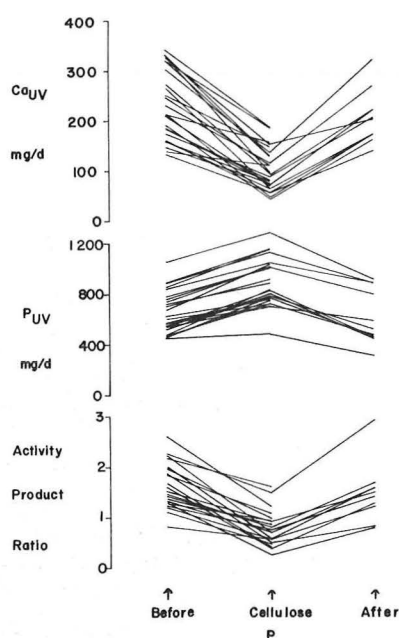 400
300
Ca UV
200
mg/d
100
0
1200
800
P UV
400
mg/d
0
3
Activity
2
Product
1
Ratio
0
↑ ↑ ↑
Before Cellulose After
P